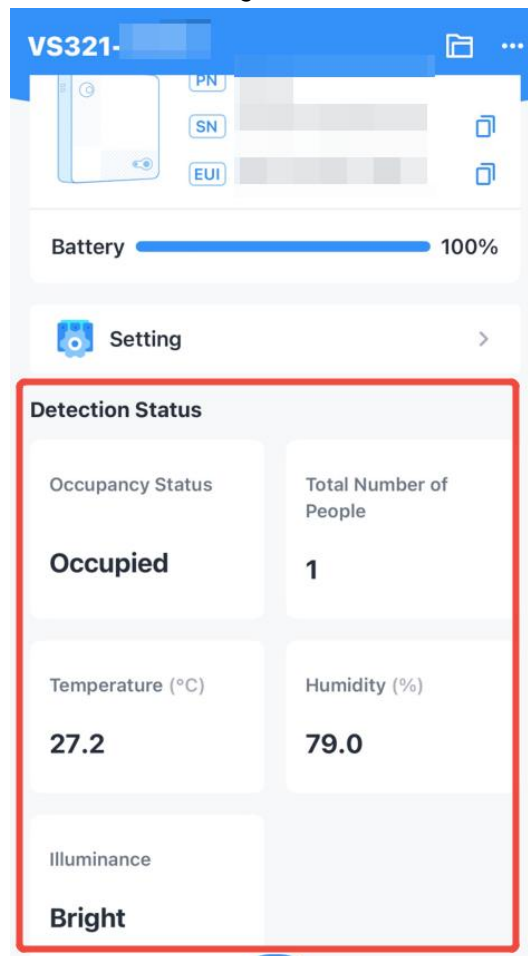 VS321-
PN
SN
EUI
Battery 100%
Setting
Detection Status
Occupancy Status
Total Number of
People
Occupied
1
Temperature (°C)
Humidity (%)
27.2
79.0
Illuminance
Bright